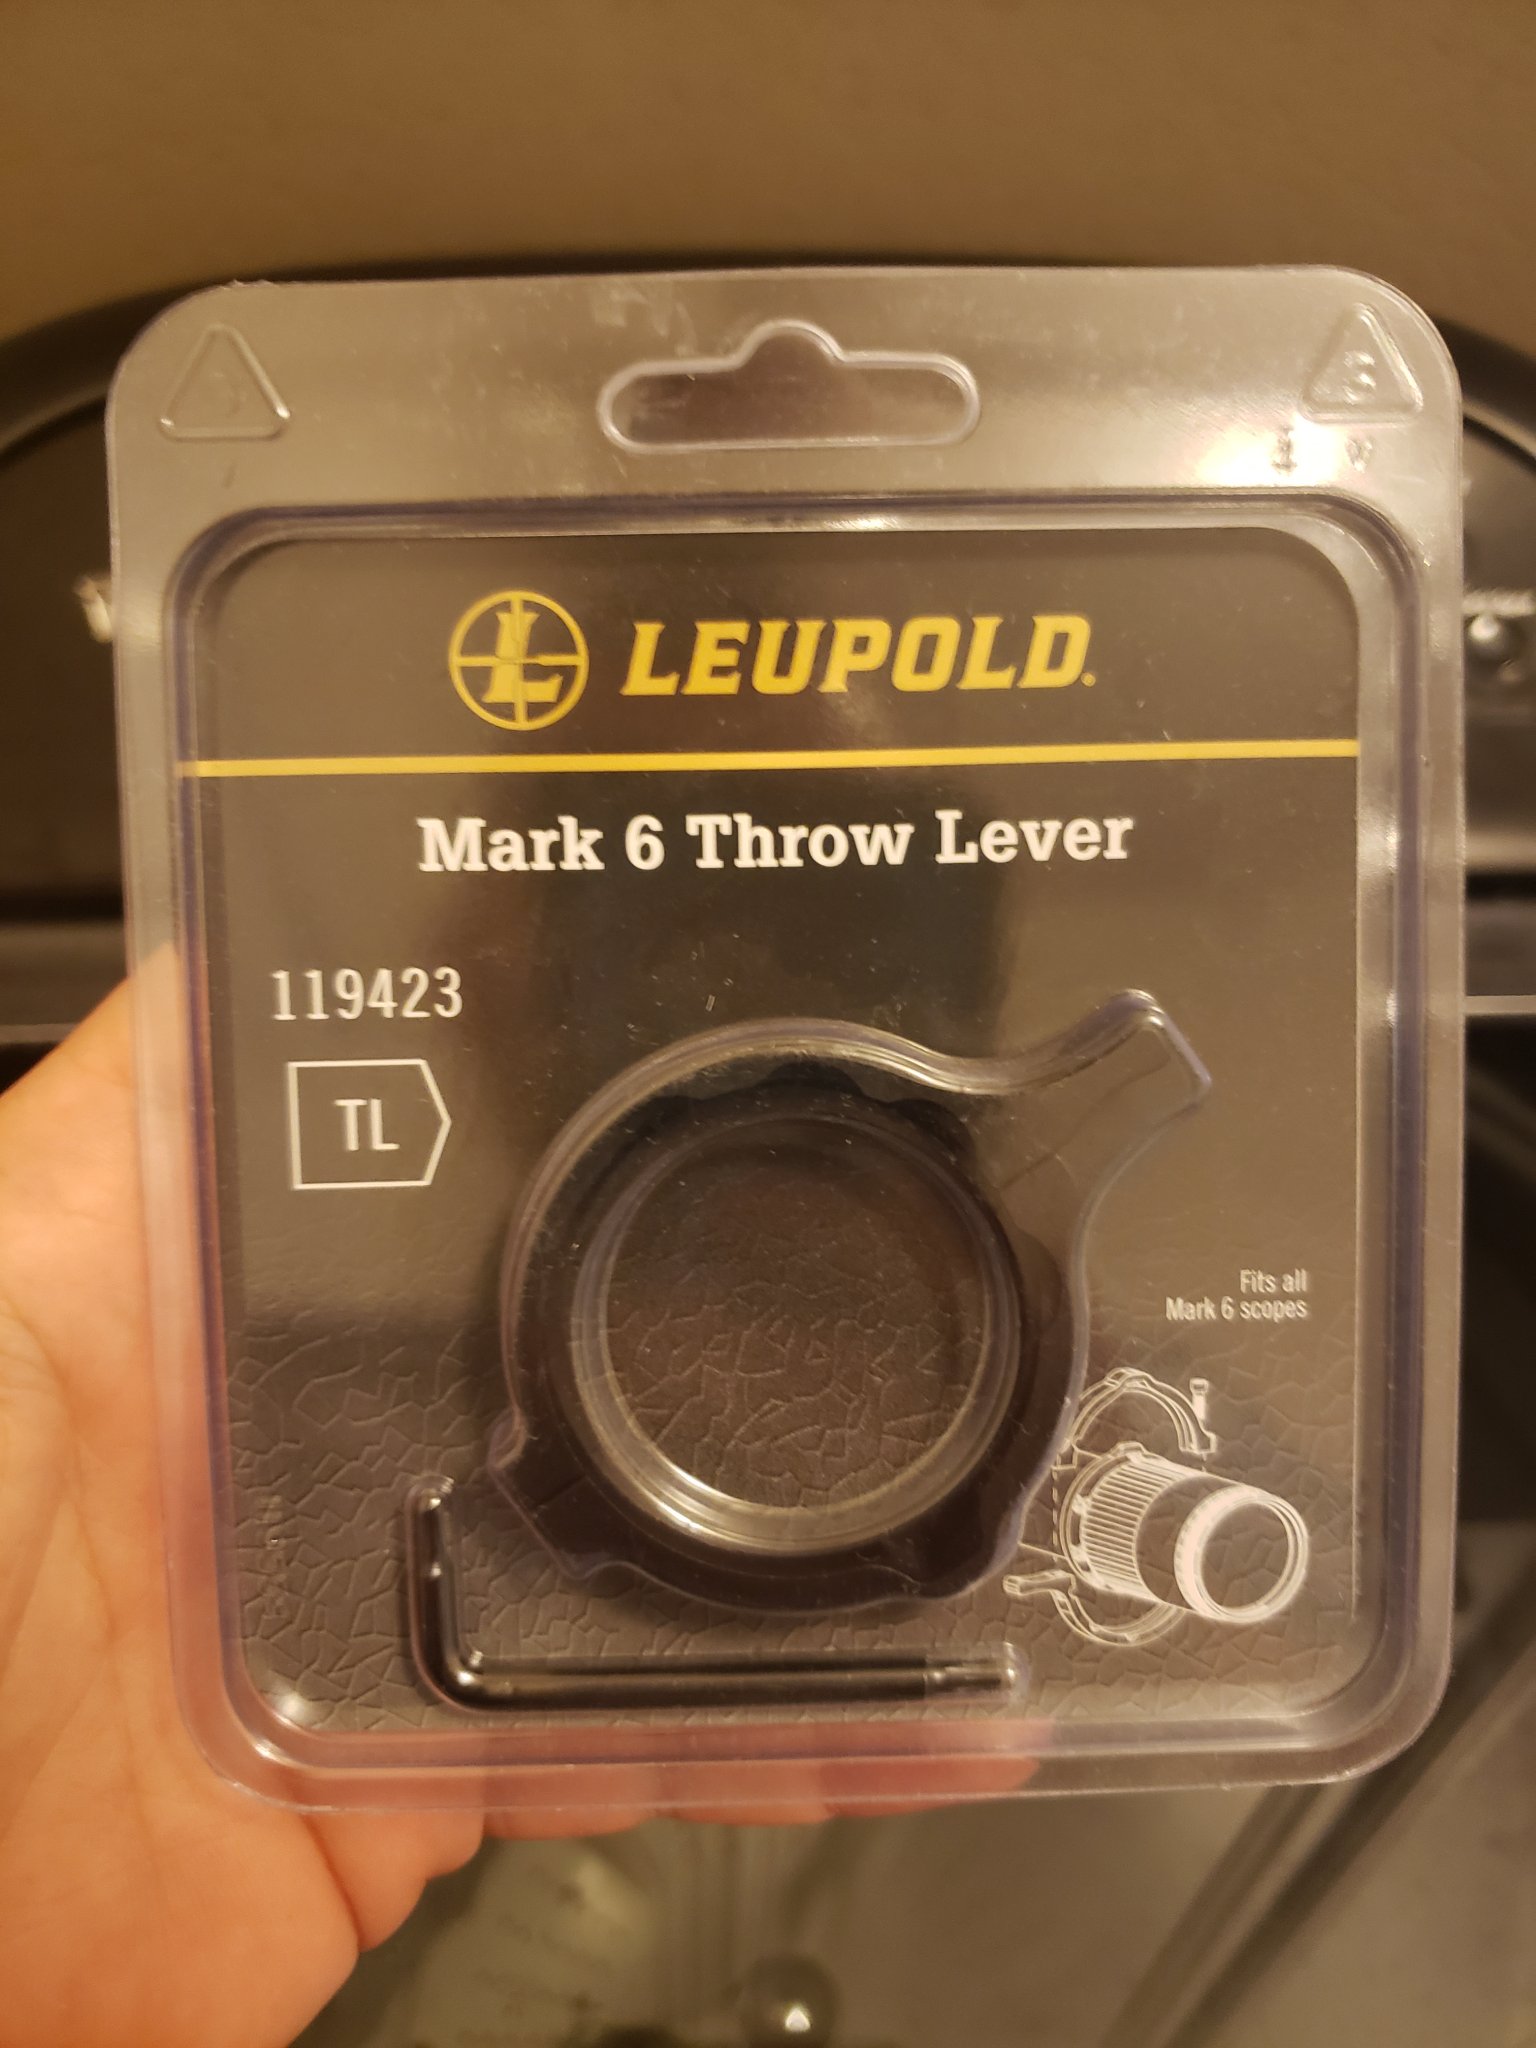 LEUPOLD
Mark 6 Throw Lever
119423
TL
Fits all
Mark 6 scopes